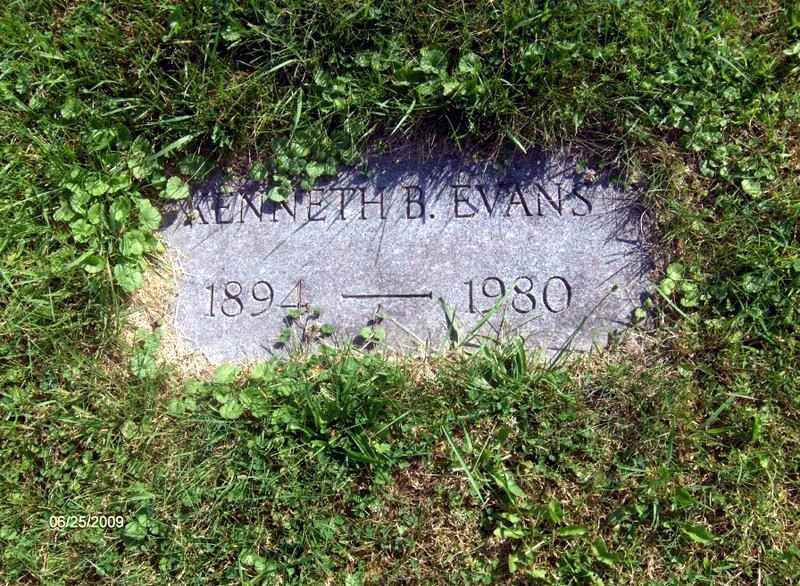 KENNETH B. EVANS
1894 — 1980
06/25/2009